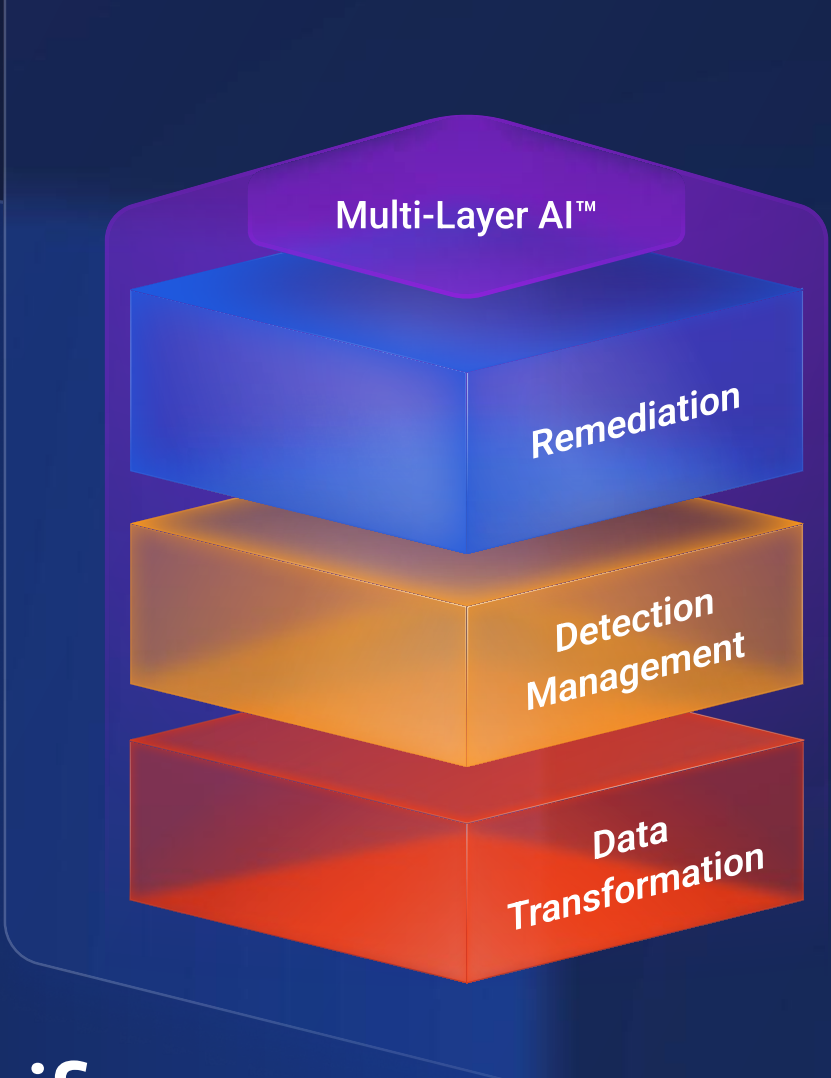 Multi-Layer AI™
Remediation
Detection
Management
Data
Transformation